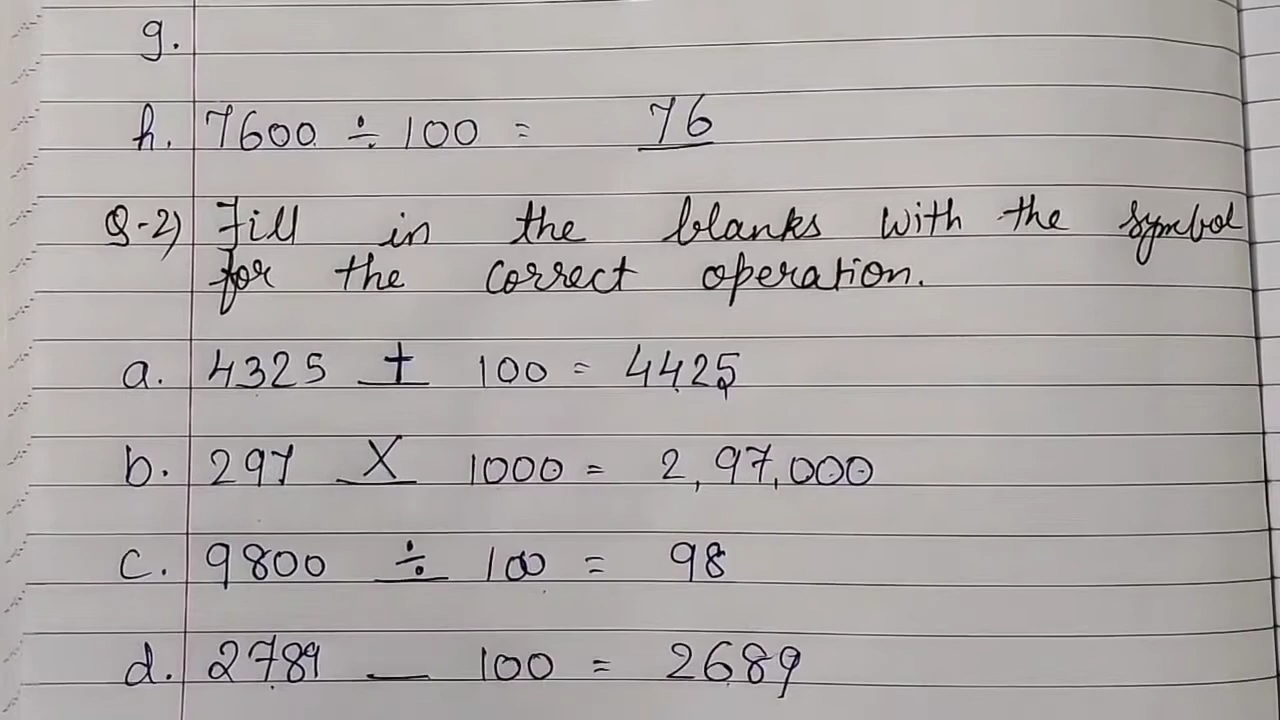 g.
h. 7600 ÷ 100 = 76
Q-2) Fill in the blanks with the symbol
for the correct operation.
a. 4325 + 100 = 4425
b. 297 X 1000 = 2,97,000
c. 9800 ÷ 100 = 98
d. 2789 — 100 = 2689